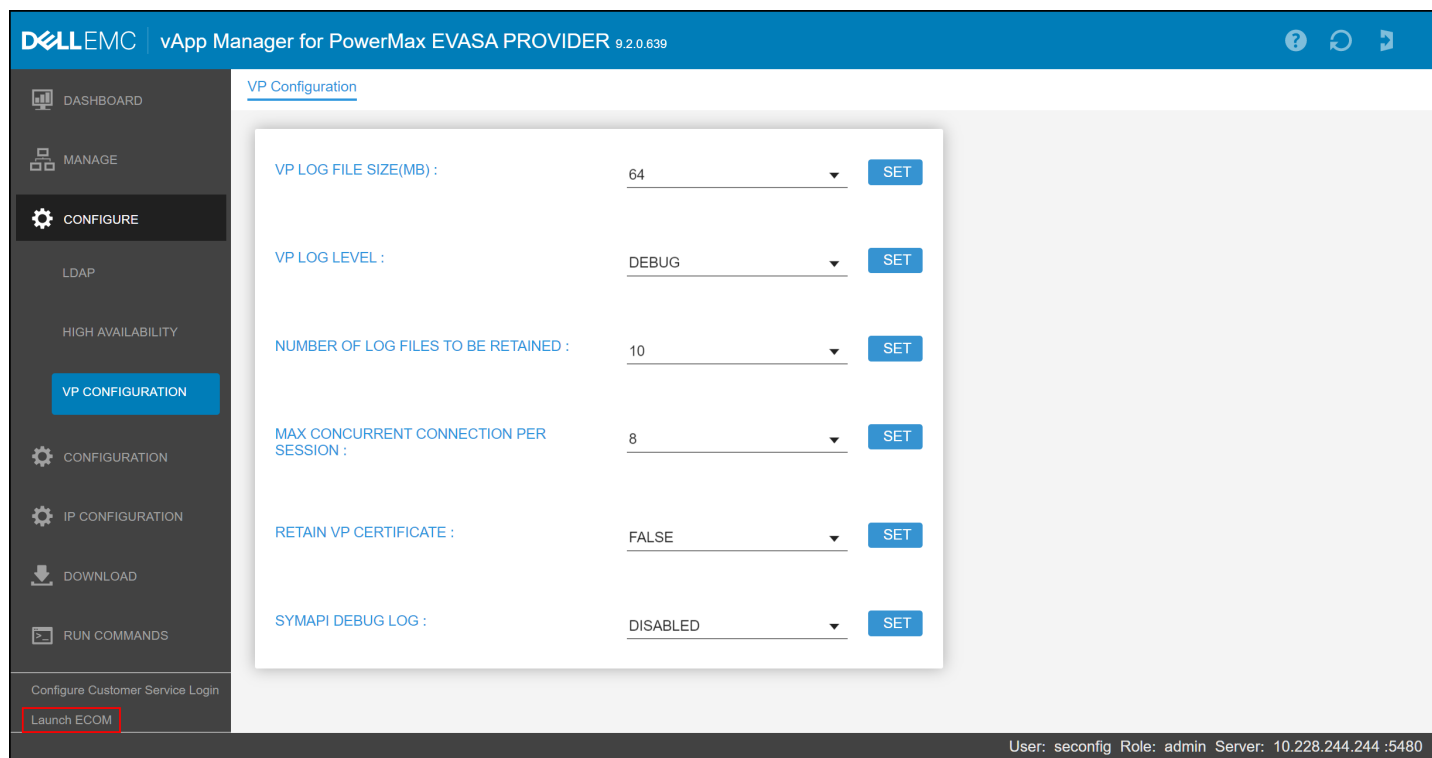 DELLEMC vApp Manager for PowerMax EVASA PROVIDER 9.2.0.639
DASHBOARD
MANAGE
CONFIGURE
LDAP
HIGH AVAILABILITY
VP CONFIGURATION
CONFIGURATION
IP CONFIGURATION
DOWNLOAD
RUN COMMANDS
Configure Customer Service Login
Launch ECOM
VP Configuration
VP LOG FILE SIZE(MB) : 64 SET
VP LOG LEVEL : DEBUG SET
NUMBER OF LOG FILES TO BE RETAINED : 10 SET
MAX CONCURRENT CONNECTION PER
SESSION : 8 SET
RETAIN VP CERTIFICATE : FALSE SET
SYMAPI DEBUG LOG : DISABLED SET
User: seconfig Role: admin Server: 10.228.244.244 :5480